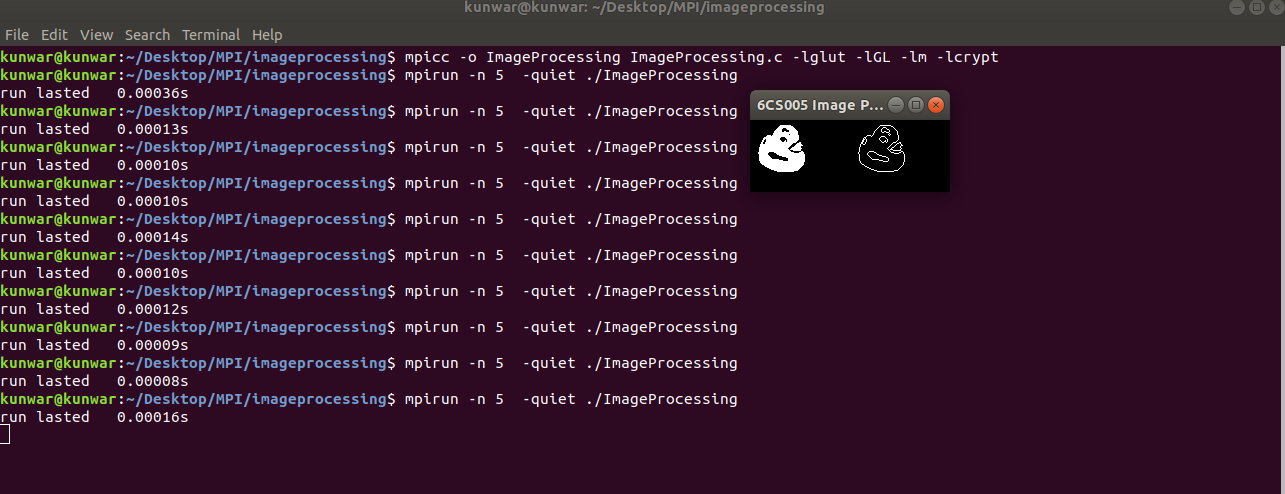 kunwar@kunwar: ~/Desktop/MPI/imageprocessing
File Edit View Search Terminal Help
kunwar@kunwar:~/Desktop/MPI/imageprocessing$ mpicc -o ImageProcessing ImageProcessing.c -lglut -lGL -lm -lcrypt
kunwar@kunwar:~/Desktop/MPI/imageprocessing$ mpirun -n 5  -quiet ./ImageProcessing
run lasted   0.00036s
kunwar@kunwar:~/Desktop/MPI/imageprocessing$ mpirun -n 5  -quiet ./ImageProcessing
run lasted   0.00013s
kunwar@kunwar:~/Desktop/MPI/imageprocessing$ mpirun -n 5  -quiet ./ImageProcessing
run lasted   0.00010s
kunwar@kunwar:~/Desktop/MPI/imageprocessing$ mpirun -n 5  -quiet ./ImageProcessing
run lasted   0.00010s
kunwar@kunwar:~/Desktop/MPI/imageprocessing$ mpirun -n 5  -quiet ./ImageProcessing
run lasted   0.00014s
kunwar@kunwar:~/Desktop/MPI/imageprocessing$ mpirun -n 5  -quiet ./ImageProcessing
run lasted   0.00010s
kunwar@kunwar:~/Desktop/MPI/imageprocessing$ mpirun -n 5  -quiet ./ImageProcessing
run lasted   0.00012s
kunwar@kunwar:~/Desktop/MPI/imageprocessing$ mpirun -n 5  -quiet ./ImageProcessing
run lasted   0.00009s
kunwar@kunwar:~/Desktop/MPI/imageprocessing$ mpirun -n 5  -quiet ./ImageProcessing
run lasted   0.00008s
kunwar@kunwar:~/Desktop/MPI/imageprocessing$ mpirun -n 5  -quiet ./ImageProcessing
run lasted   0.00016s
6CS005 Image P...